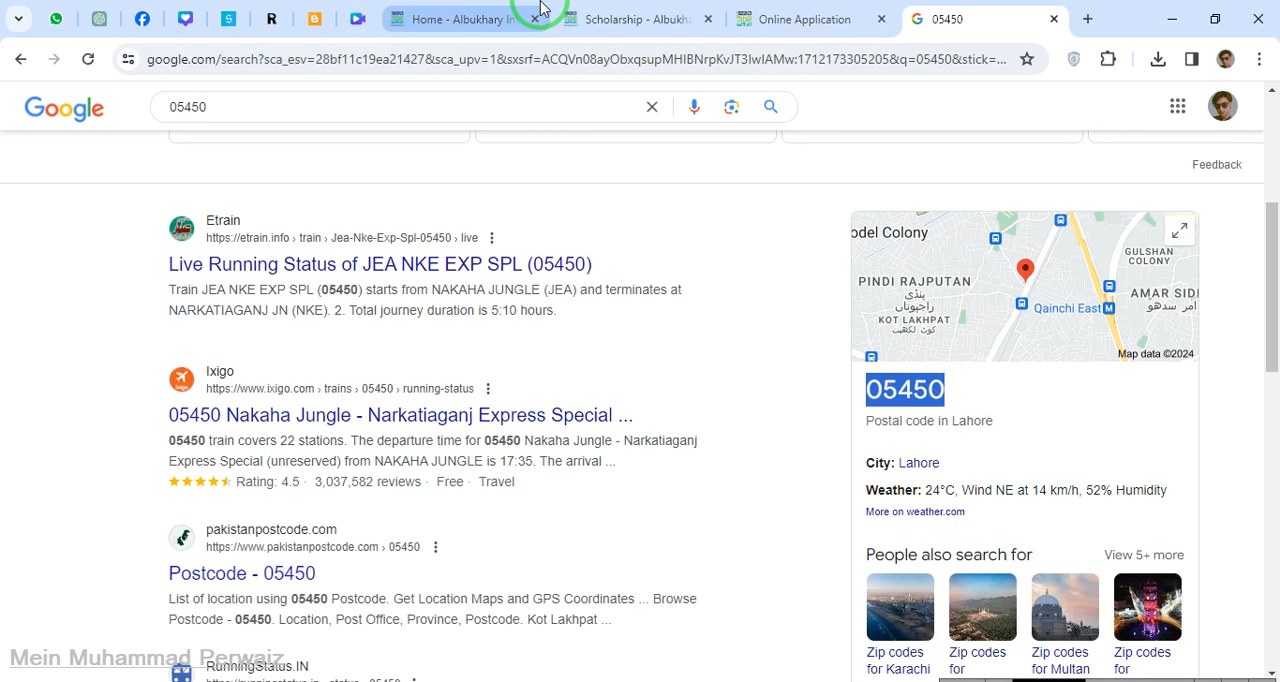 Home - Albukhary In
Scholarship - Albukha
Online Application
05450
google.com/search?sca_esv=28bf11c19ea21427&sca_upv=1&sxsrf=ACQVn08ayObxqsupMHIBNrpKvJT3IwIAMw:1712173305205&q=05450&stick=...
Google
05450
Feedback
Etrain
https://etrain.info › train › Jea-Nke-Exp-Spl-05450 › live
Live Running Status of JEA NKE EXP SPL (05450)
Train JEA NKE EXP SPL (05450) starts from NAKAHA JUNGLE (JEA) and terminates at
NARKATIAGANJ JN (NKE). 2. Total journey duration is 5:10 hours.
Ixigo
https://www.ixigo.com › trains › 05450 › running-status
05450 Nakaha Jungle - Narkatiaganj Express Special ...
05450 train covers 22 stations. The departure time for 05450 Nakaha Jungle - Narkatiaganj
Express Special (unreserved) from NAKAHA JUNGLE is 17:35. The arrival ...
Rating: 4.5 · 3,037,582 reviews · Free · Travel
pakistanpostcode.com
https://www.pakistanpostcode.com › 05450
Postcode - 05450
List of location using 05450 Postcode. Get Location Maps and GPS Coordinates ... Browse
Postcode - 05450. Location, Post Office, Province, Postcode. Kot Lakhpat ...
RunningStatus.IN
Mein Muhammad Perwaiz
odel Colony
GULSHAN
COLONY
PINDI RAJPUTAN
پنڈی
راجپوتاں
AMAR SID
امر سدھو
KOT LAKHPAT
کوٹ لکھپت
Qainchi East
M
Map data ©2024
05450
Postal code in Lahore
City: Lahore
Weather: 24°C, Wind NE at 14 km/h, 52% Humidity
More on weather.com
People also search for
View 5+ more
Zip codes
for Karachi
Zip codes
for
Zip codes
for Multan
Zip codes
for